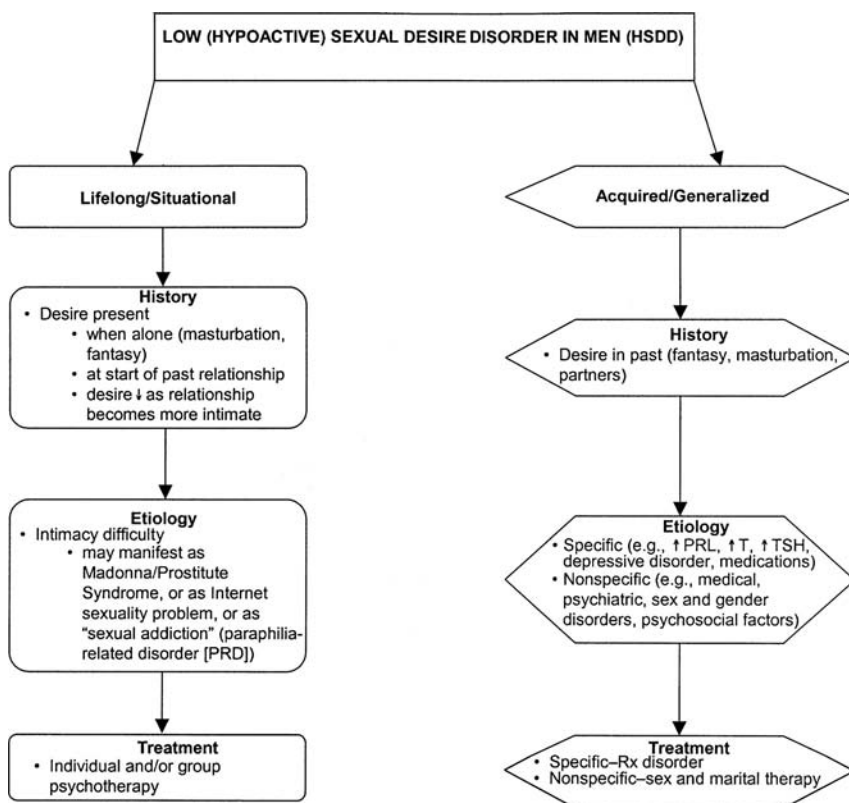 LOW (HYPOACTIVE) SEXUAL DESIRE DISORDER IN MEN (HSDD)
Lifelong/Situational
History
• Desire present
• when alone (masturbation,
fantasy)
• at start of past relationship
• desire ↓ as relationship
becomes more intimate
Etiology
• Intimacy difficulty
• may manifest as
Madonna/Prostitute
Syndrome, or as Internet
sexuality problem, or as
“sexual addiction” (paraphilia-
related disorder [PRD])
Treatment
• Individual and/or group
psychotherapy
Acquired/Generalized
History
• Desire in past (fantasy, masturbation,
partners)
Etiology
• Specific (e.g., ↑PRL, ↑T, ↑TSH,
depressive disorder, medications)
• Nonspecific (e.g., medical,
psychiatric, sex and gender
disorders, psychosocial factors)
Treatment
• Specific–Rx disorder
• Nonspecific–sex and marital therapy